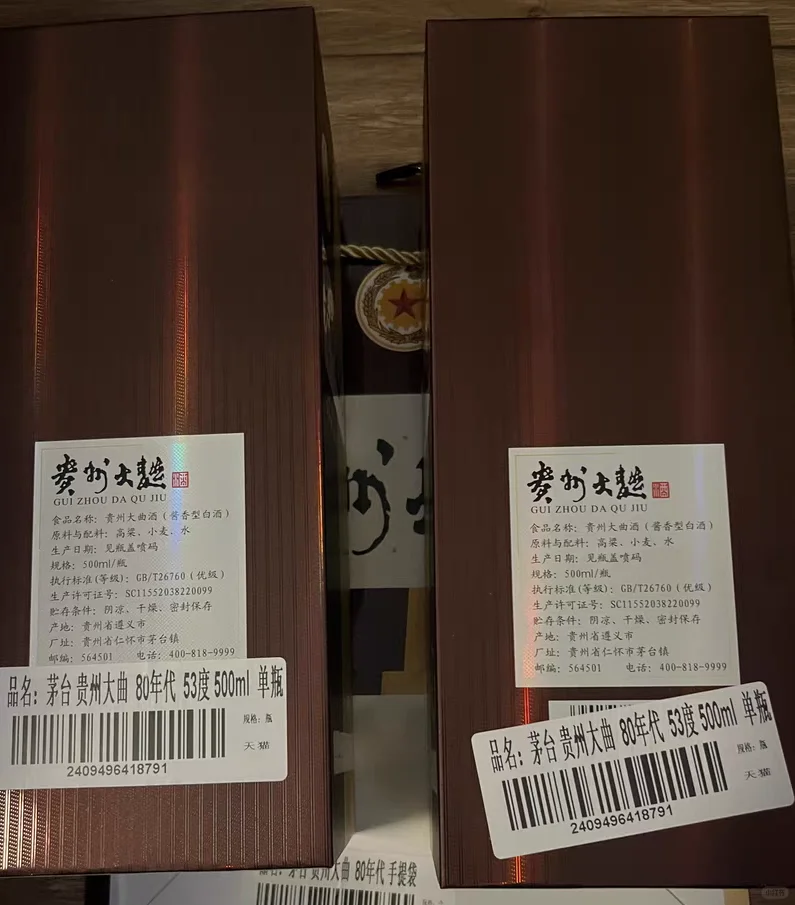 贵州大麯
酒
GUI ZHOU DA QU JIU
食品名称：贵州大曲酒（酱香型白酒）
原料与配料：高粱、小麦、水
生产日期：见瓶盖喷码
规格：500ml/瓶
执行标准(等级)：GB/T26760（优级）
生产许可证号：SC11552038220099
贮存条件：阴凉、干燥、密封保存
产地：贵州省遵义市
厂址：贵州省仁怀市茅台镇
邮编：564501 电话：400-818-9999
品名：茅台 贵州大曲 80年代 53度 500ml 单瓶
规格：瓶
天猫
2409496418791
贵州大麯
酒
GUI ZHOU DA QU JIU
食品名称：贵州大曲酒（酱香型白酒）
原料与配料：高粱、小麦、水
生产日期：见瓶盖喷码
规格：500ml/瓶
执行标准(等级)：GB/T26760（优级）
生产许可证号：SC11552038220099
贮存条件：阴凉、干燥、密封保存
产地：贵州省遵义市
厂址：贵州省仁怀市茅台镇
邮编：564501 电话：400-818-9999
品名：茅台 贵州大曲 80年代 53度 500ml 单瓶
规格：瓶
天猫
2409496418791
州
茅台 贵州大曲 80年代 手提袋